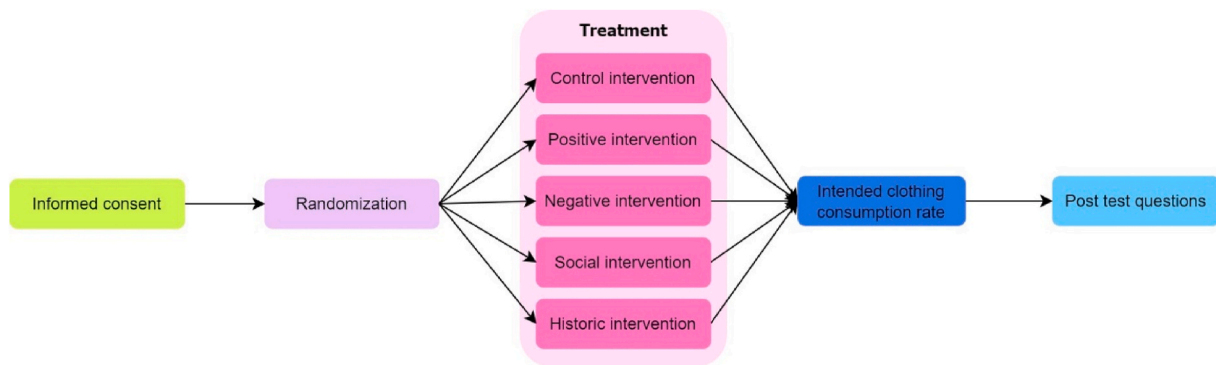 Treatment
Control intervention
Positive intervention
Informed consent
Randomization
Negative intervention
Intended clothing
consumption rate
Post test questions
Social intervention
Historic intervention